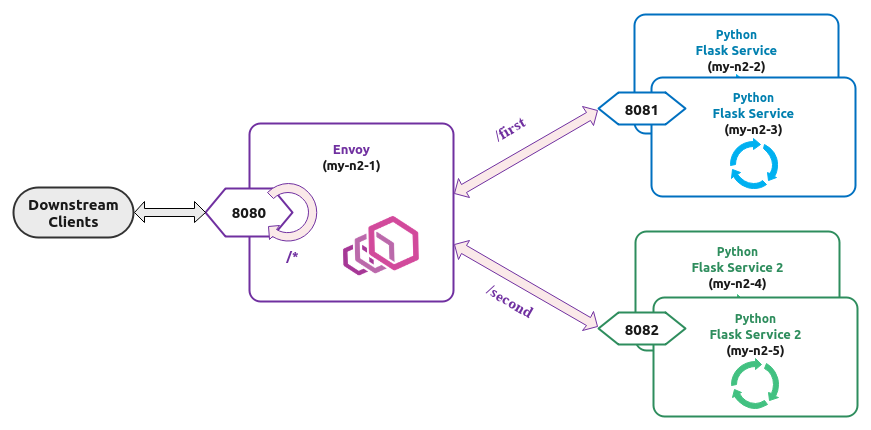 Downstream
Clients
8080
/*
Envoy
(my-n2-1)
/first
/second
Python
Flask Service
(my-n2-2)
8081
Python
Flask Service
(my-n2-3)
Python
Flask Service 2
(my-n2-4)
8082
Python
Flask Service 2
(my-n2-5)